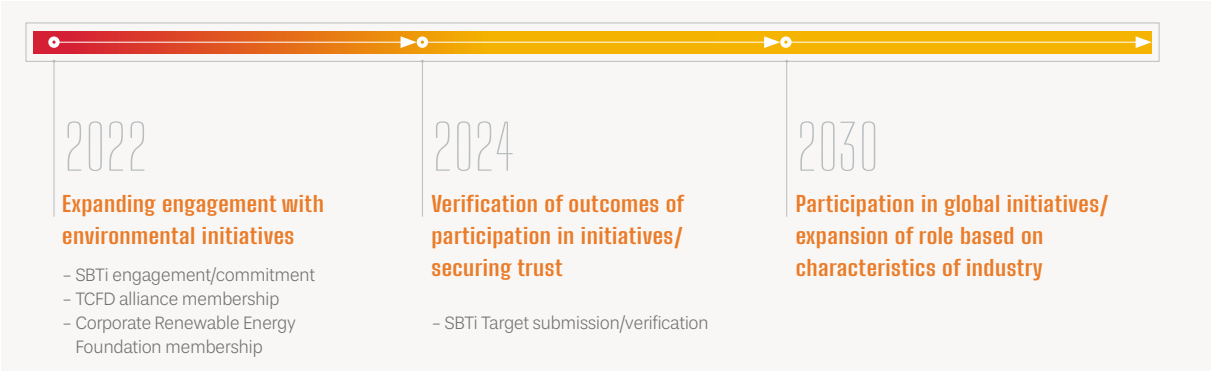 2022
Expanding engagement with
environmental initiatives
– SBTi engagement/commitment
– TCFD alliance membership
– Corporate Renewable Energy
Foundation membership
2024
Verification of outcomes of
participation in initiatives/
securing trust
– SBTi Target submission/verification
2030
Participation in global initiatives/
expansion of role based on
characteristics of industry